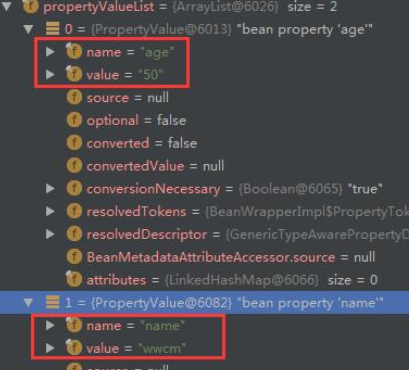 propertyValueList = {ArrayList@6026} size = 2
0 = {PropertyValue@6013} "bean property 'age'"
name = "age"
value = "50"
source = null
optional = false
converted = false
convertedValue = null
conversionNecessary = {Boolean@6065} "true"
resolvedTokens = {BeanWrapperImpl$PropertyTok
resolvedDescriptor = {GenericTypeAwarePropertyD
BeanMetadataAttributeAccessor.source = null
attributes = {LinkedHashMap@6066} size = 0
1 = {PropertyValue@6082} "bean property 'name'"
name = "name"
value = "wwcm"
source = null